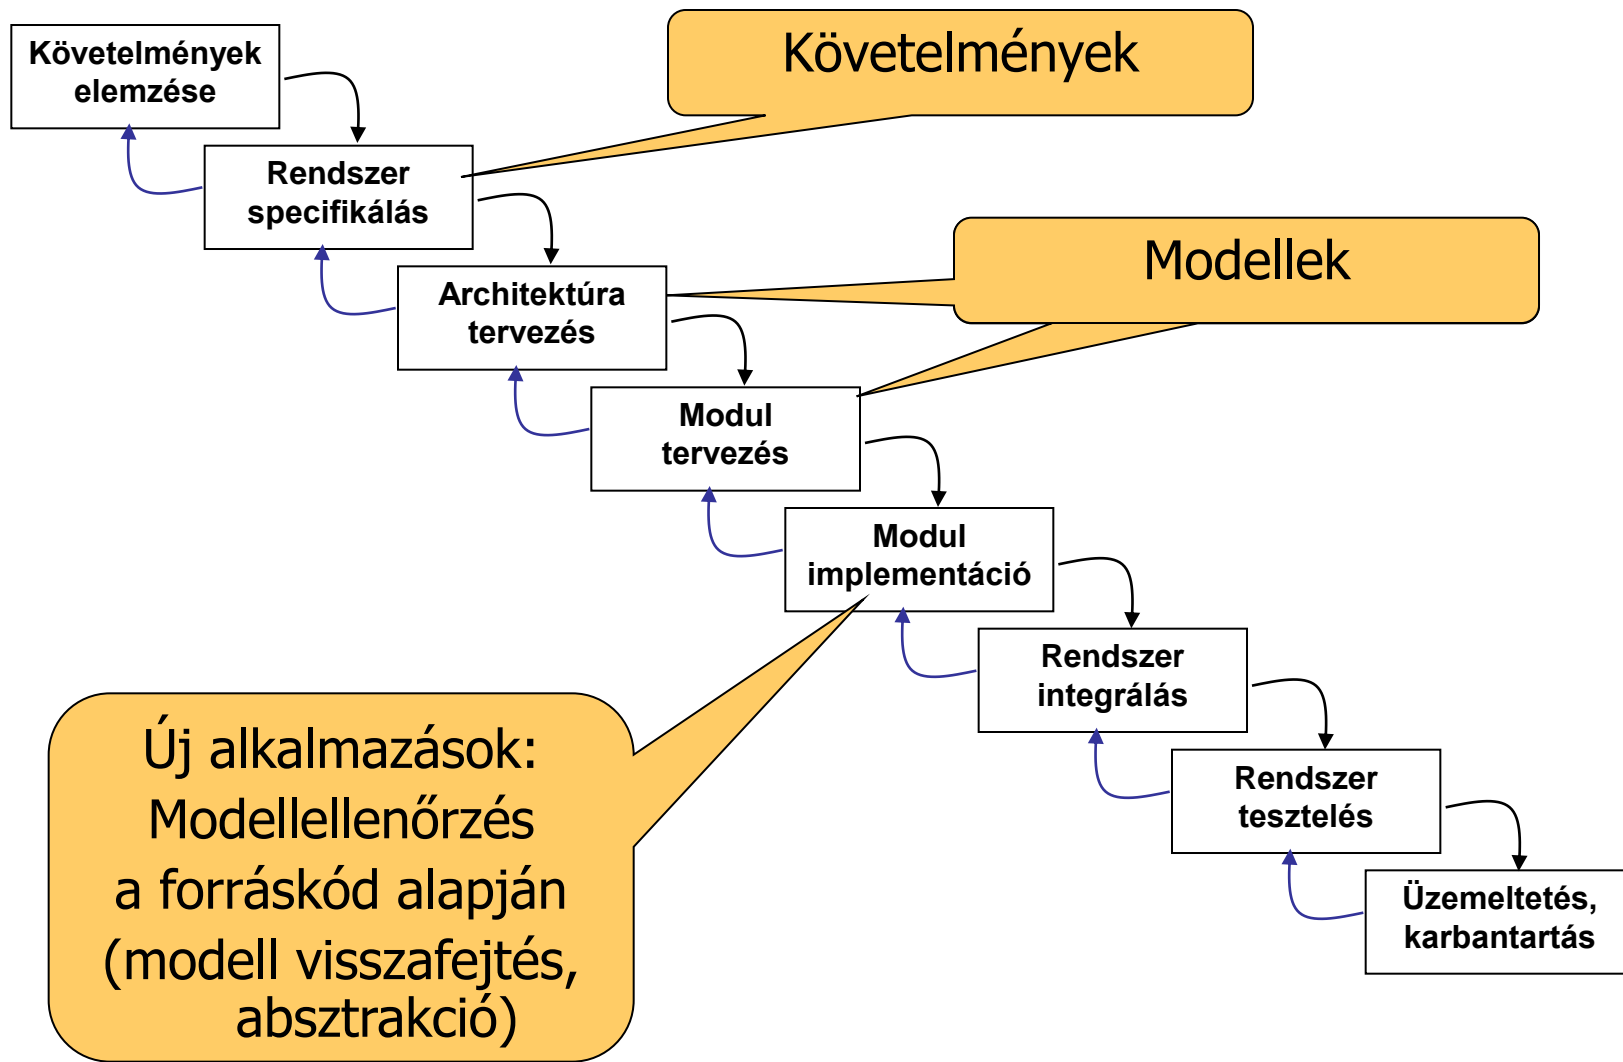 Követelmények
elemzése
Követelmények
Rendszer
specifikálás
Modellek
Architektúra
tervezés
Modul
tervezés
Modul
implementáció
Rendszer
integrálás
Új alkalmazások:
Modellellenőrzés
a forráskód alapján
(modell visszafejtés,
absztrakció)
Rendszer
tesztelés
Üzemeltetés,
karbantartás